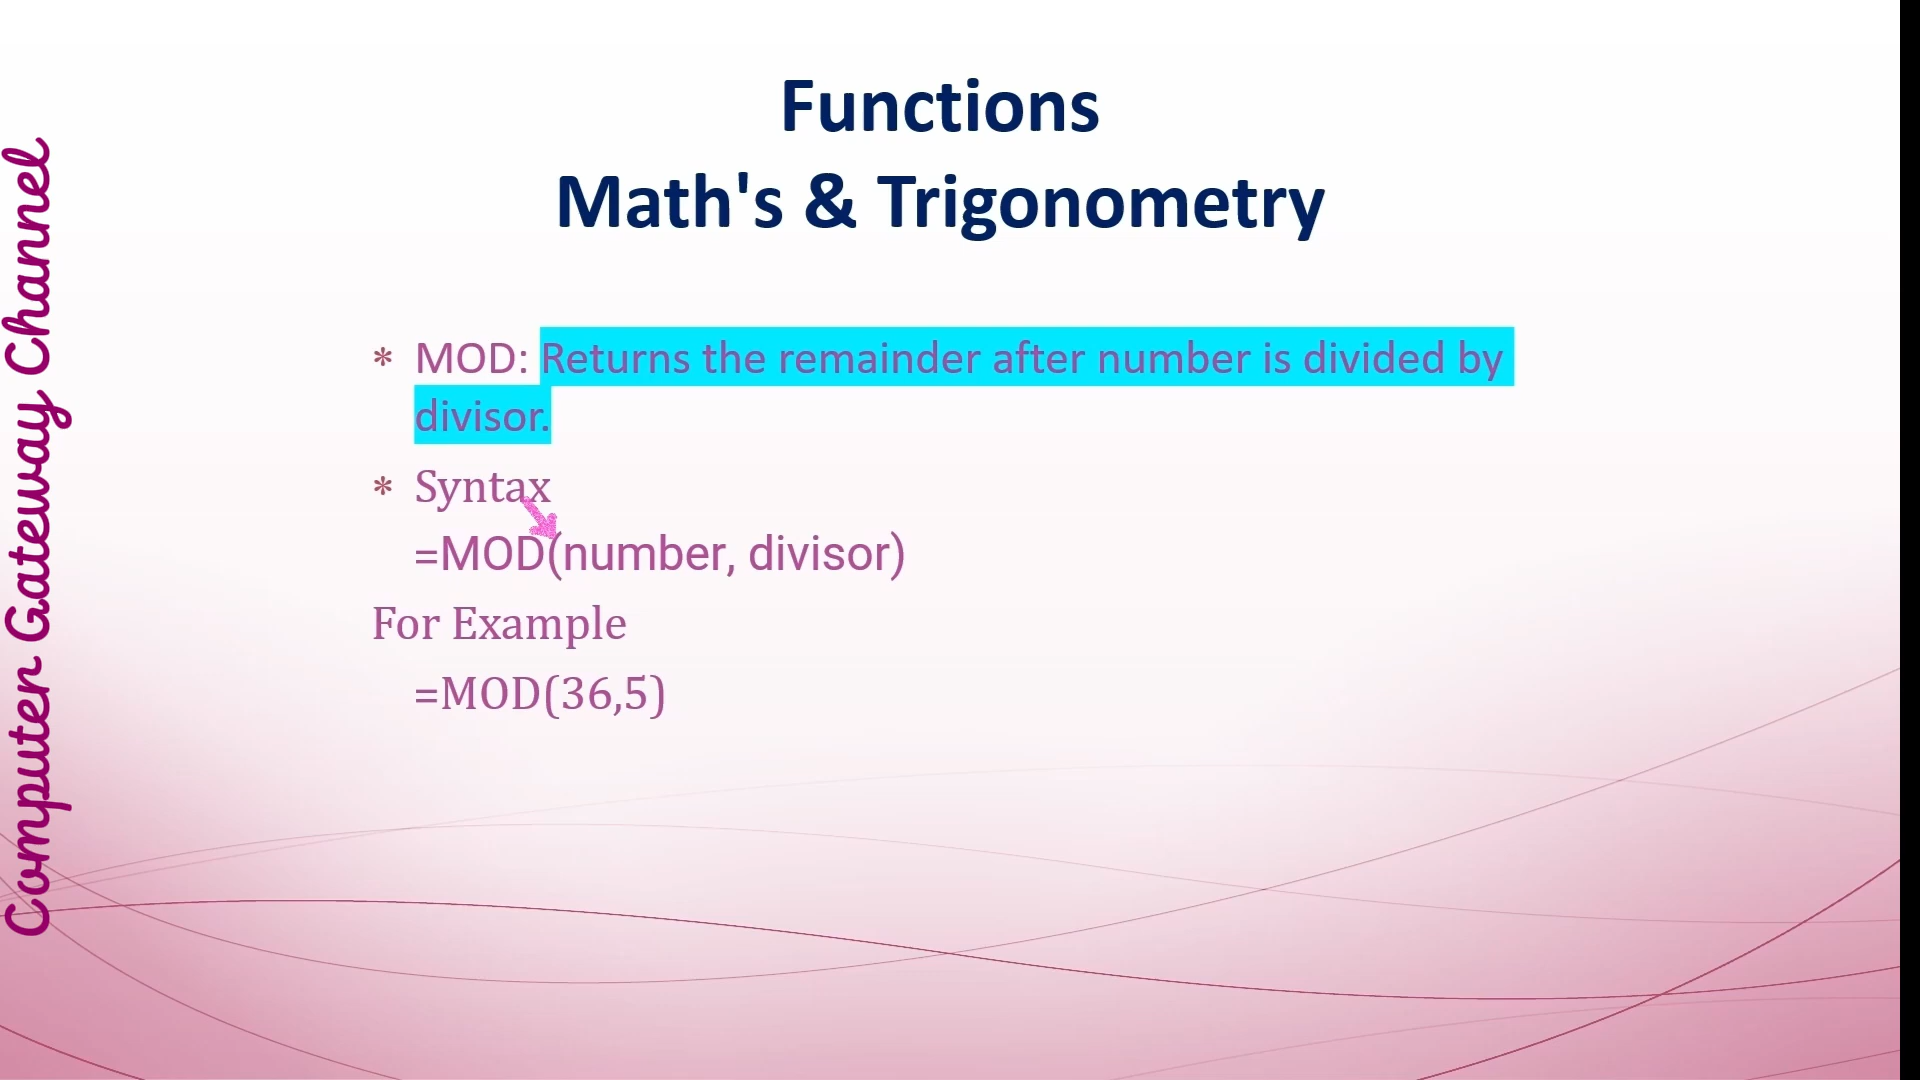 Functions
Math's & Trigonometry
* MOD: Returns the remainder after number is divided by
divisor.
* Syntax
=MOD(number, divisor)
For Example
=MOD(36,5)
Computer Gateway Channel